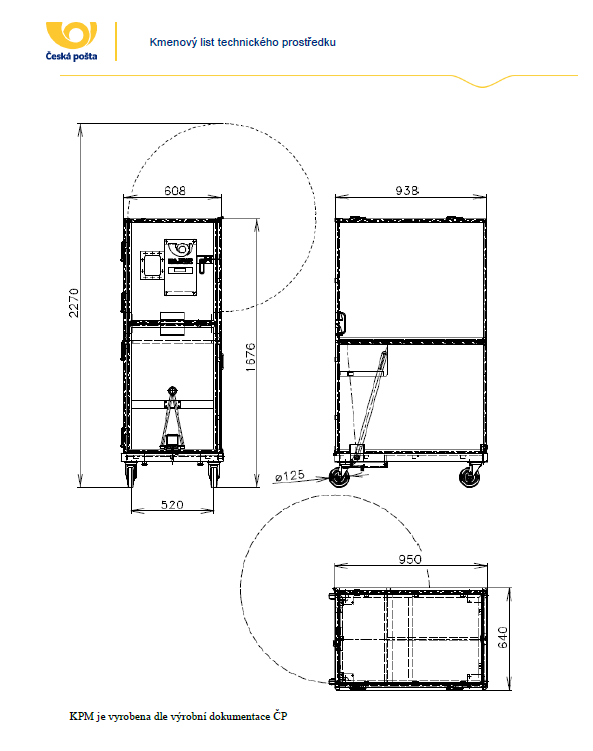 Česká pošta
Kmenový list technického prostředku
608
938
2270
1676
ø125
520
950
640
KPM je vyrobena dle výrobní dokumentace ČP